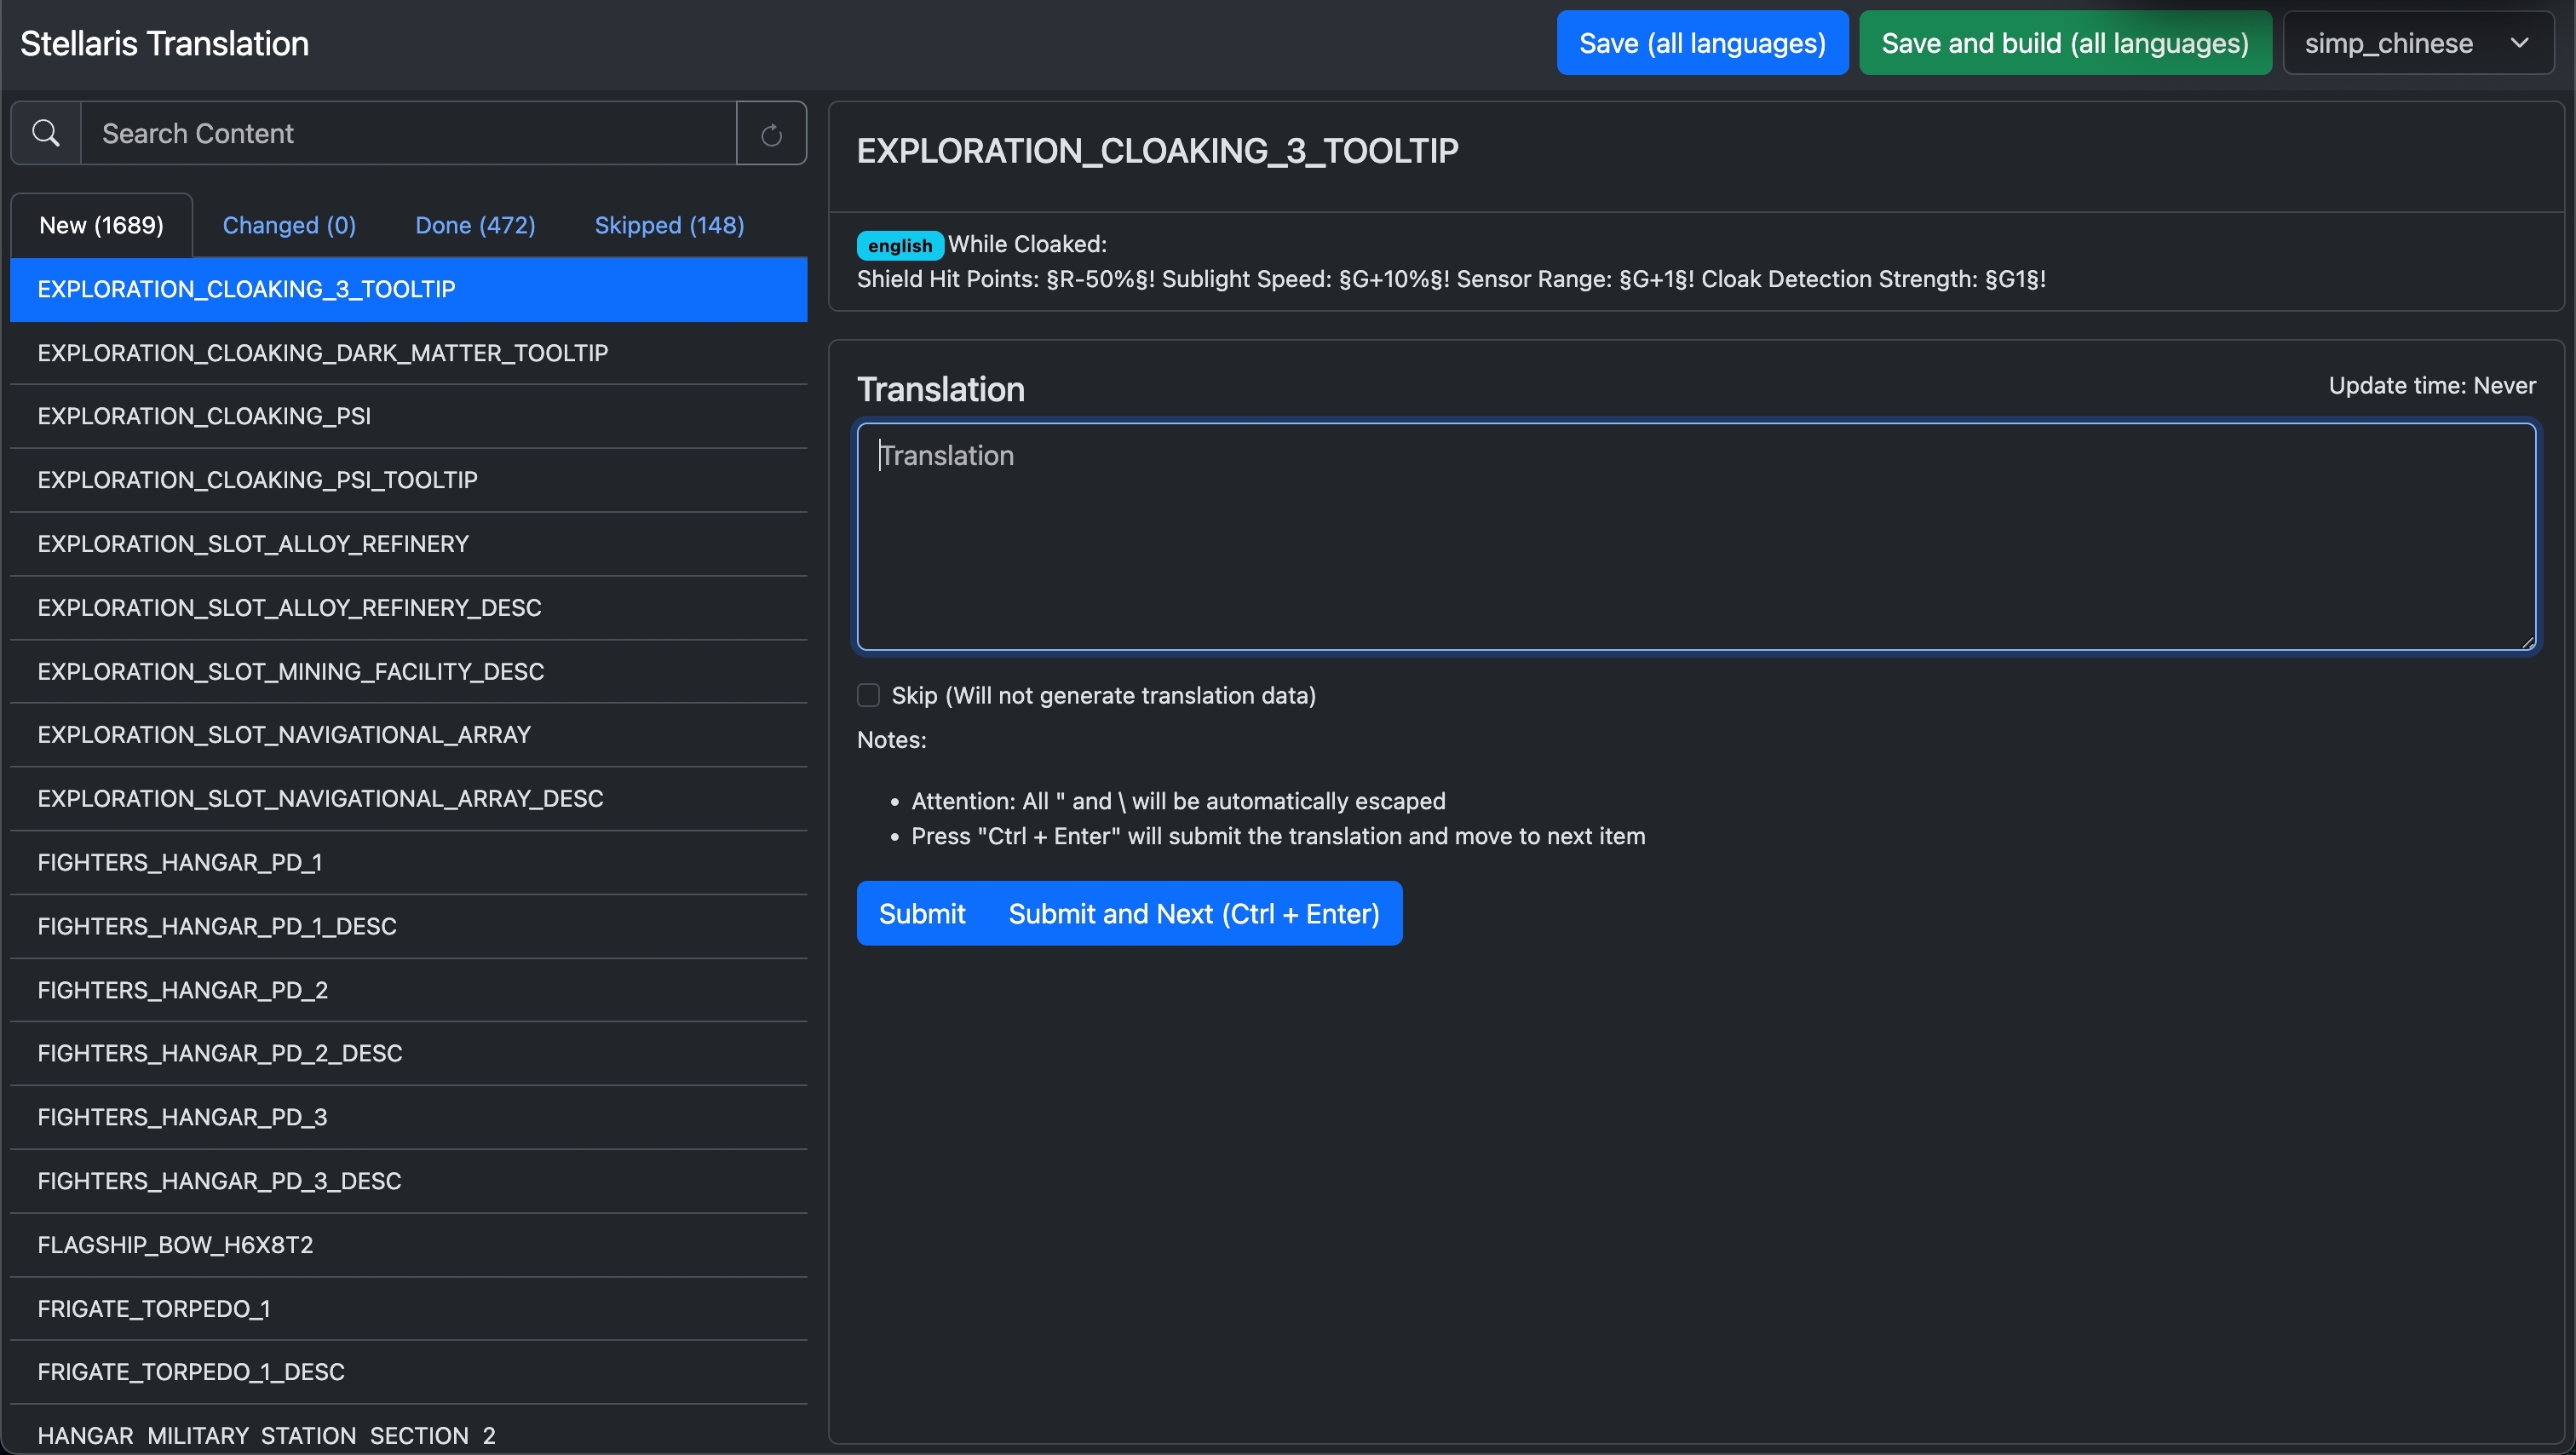 Stellaris Translation
Save (all languages)
Save and build (all languages)
simp_chinese
Search Content
New (1689)
Changed (0)
Done (472)
Skipped (148)
EXPLORATION_CLOAKING_3_TOOLTIP
EXPLORATION_CLOAKING_DARK_MATTER_TOOLTIP
EXPLORATION_CLOAKING_PSI
EXPLORATION_CLOAKING_PSI_TOOLTIP
EXPLORATION_SLOT_ALLOY_REFINERY
EXPLORATION_SLOT_ALLOY_REFINERY_DESC
EXPLORATION_SLOT_MINING_FACILITY_DESC
EXPLORATION_SLOT_NAVIGATIONAL_ARRAY
EXPLORATION_SLOT_NAVIGATIONAL_ARRAY_DESC
FIGHTERS_HANGAR_PD_1
FIGHTERS_HANGAR_PD_1_DESC
FIGHTERS_HANGAR_PD_2
FIGHTERS_HANGAR_PD_2_DESC
FIGHTERS_HANGAR_PD_3
FIGHTERS_HANGAR_PD_3_DESC
FLAGSHIP_BOW_H6X8T2
FRIGATE_TORPEDO_1
FRIGATE_TORPEDO_1_DESC
HANGAR_MILITARY_STATION_SECTION_2
EXPLORATION_CLOAKING_3_TOOLTIP
english While Cloaked:
Shield Hit Points: §R-50%§! Sublight Speed: §G+10%§! Sensor Range: §G+1§! Cloak Detection Strength: §G1§!
Translation
Update time: Never
Translation
Skip (Will not generate translation data)
Notes:
• Attention: All " and \ will be automatically escaped
• Press "Ctrl + Enter" will submit the translation and move to next item
Submit
Submit and Next (Ctrl + Enter)